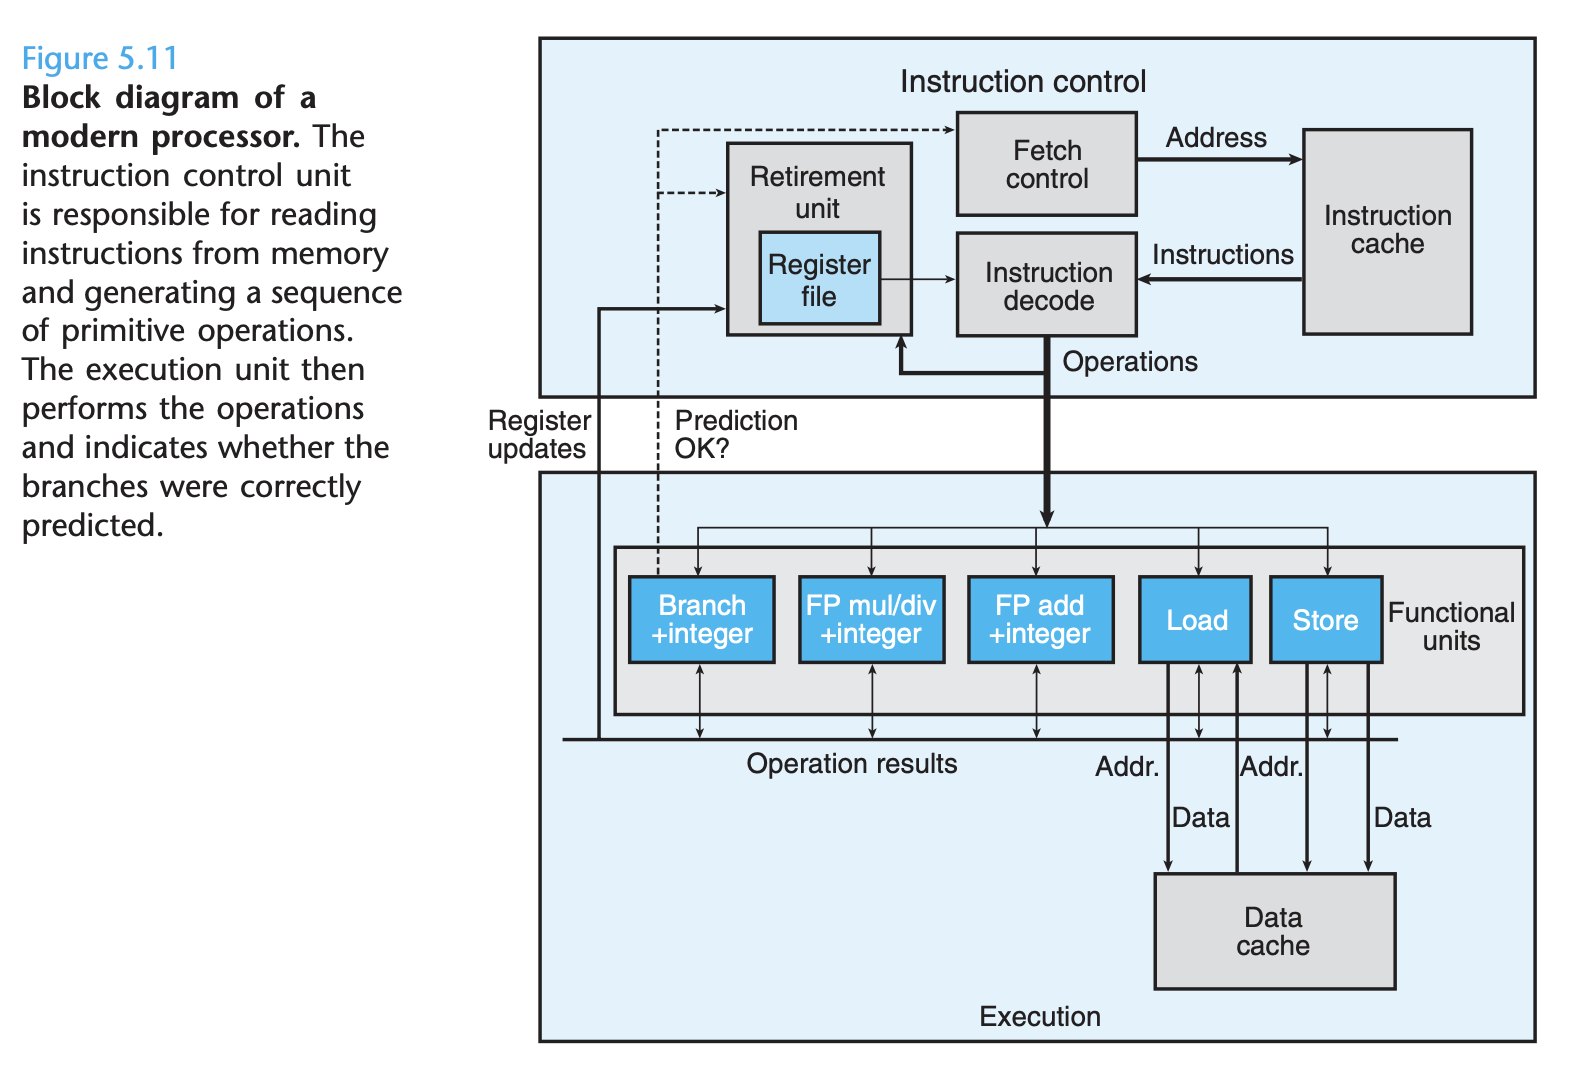 Figure 5.11
Block diagram of a
modern processor. The
instruction control unit
is responsible for reading
instructions from memory
and generating a sequence
of primitive operations.
The execution unit then
performs the operations
and indicates whether the
branches were correctly
predicted.
Instruction control
Fetch
control
Address
Retirement
unit
Instruction
cache
Register
file
Instruction
decode
Instructions
Operations
Register
updates
Prediction
OK?
Branch
+integer
FP mul/div
+integer
FP add
+integer
Load
Store
Functional
units
Operation results
Addr.
Addr.
Data
Data
Data
cache
Execution